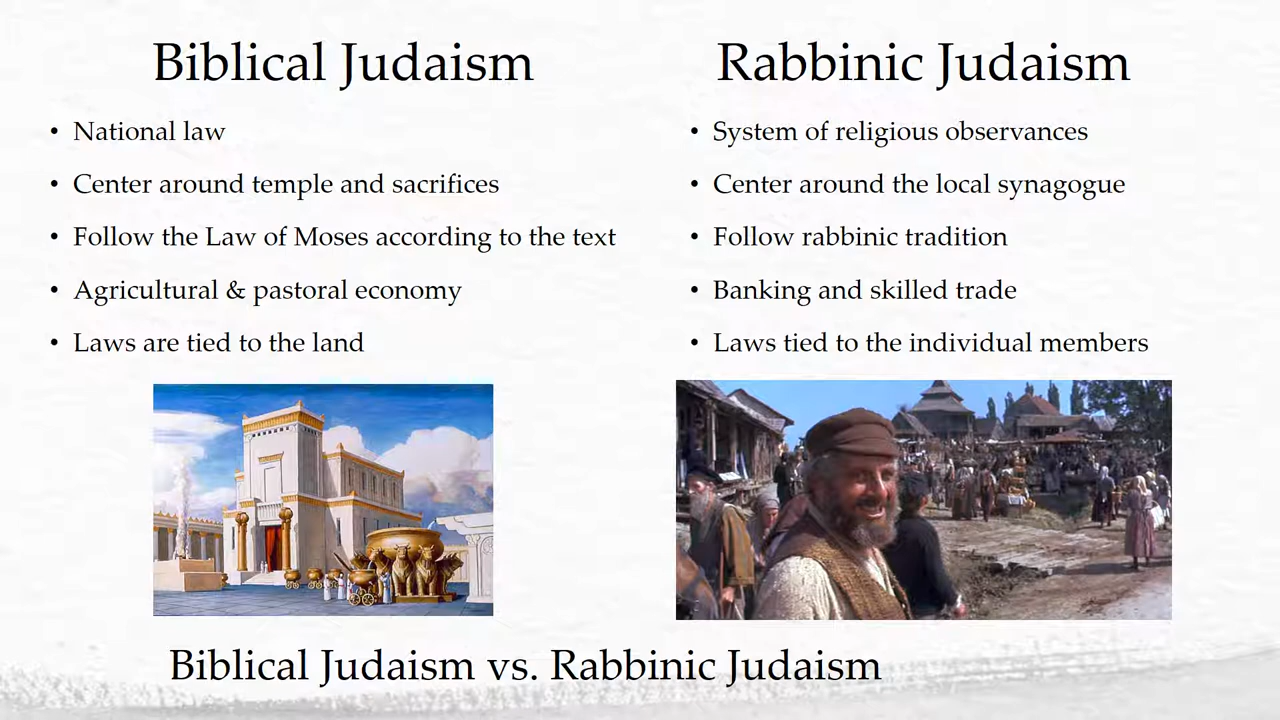 Biblical Judaism
• National law
• Center around temple and sacrifices
• Follow the Law of Moses according to the text
• Agricultural & pastoral economy
• Laws are tied to the land
Rabbinic Judaism
• System of religious observances
• Center around the local synagogue
• Follow rabbinic tradition
• Banking and skilled trade
• Laws tied to the individual members
Biblical Judaism vs. Rabbinic Judaism